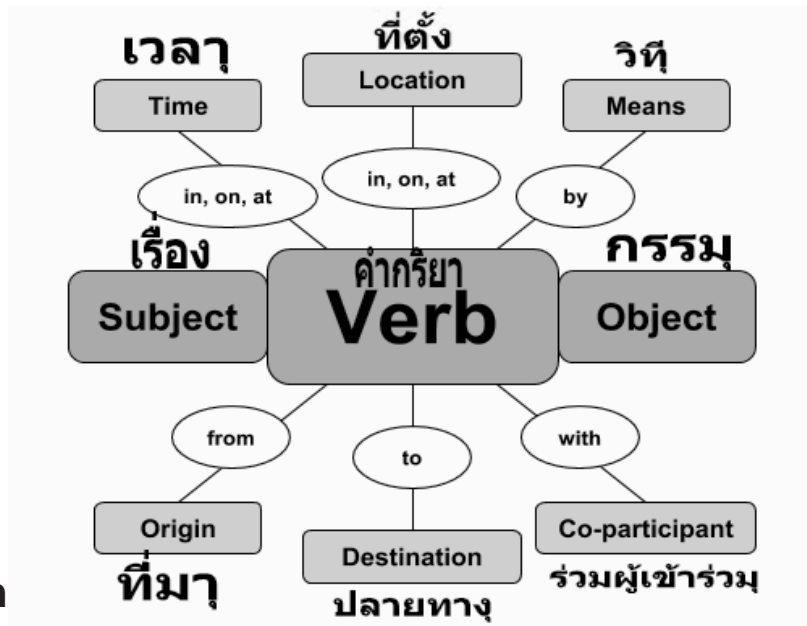 เวลาุ
ที่ตั้ง
วิทีุ
Time
Location
Means
in, on, at
in, on, at
by
เรื่อง
คำกริยา
กรรมุ
Subject
Verb
Object
from
to
with
Origin
Destination
Co-participant
ที่มาุ
ปลายทางุ
ร่วมผู้เข้าร่วมุ